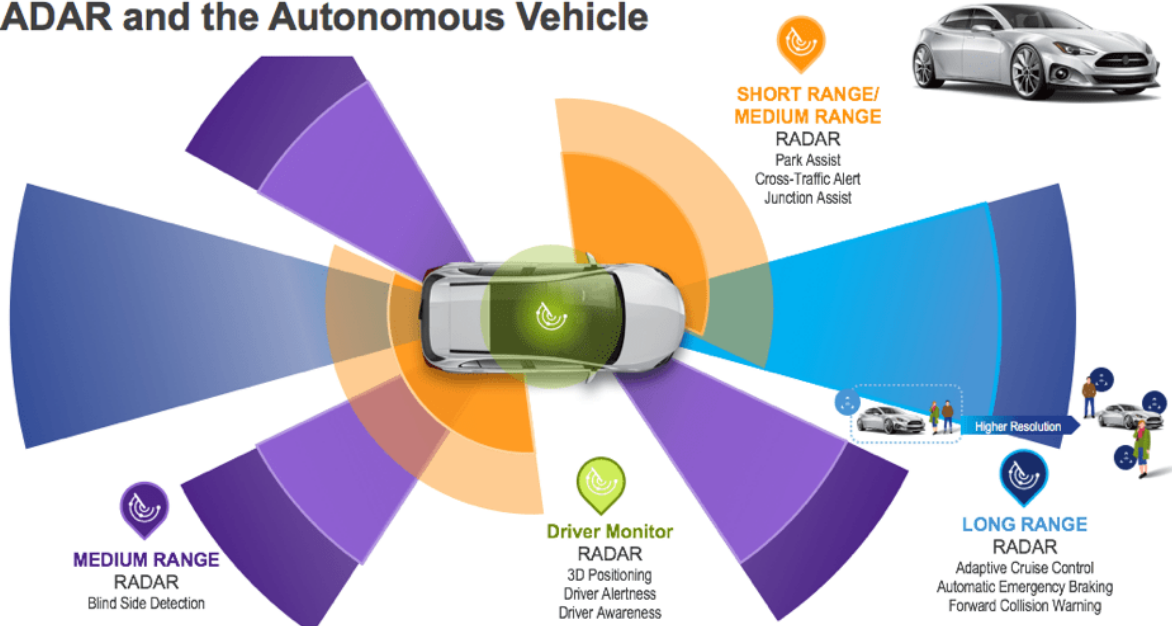 ADAR and the Autonomous Vehicle
SHORT RANGE/
MEDIUM RANGE
RADAR
Park Assist
Cross-Traffic Alert
Junction Assist
Higher Resolution
MEDIUM RANGE
RADAR
Blind Side Detection
Driver Monitor
RADAR
3D Positioning
Driver Alertness
Driver Awareness
LONG RANGE
RADAR
Adaptive Cruise Control
Automatic Emergency Braking
Forward Collision Warning